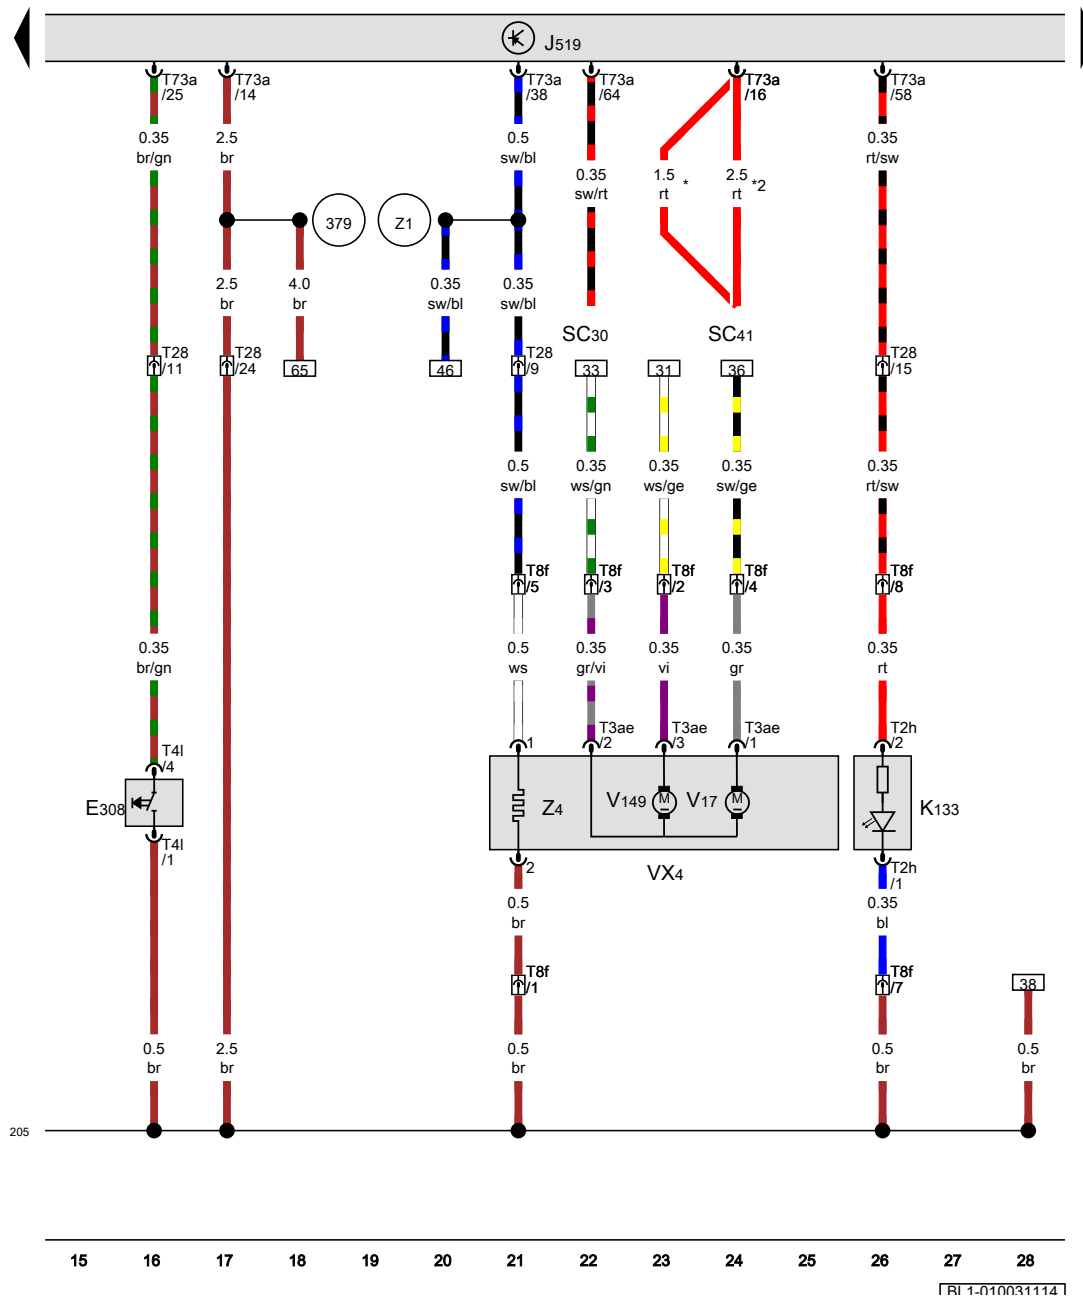 J519
T73a T73a T73a T73a T73a T73a
/25 /14 /38 /64 /16 /58
0.35 2.5 0.5 0.35
br/gn br sw/bl rt/sw
0.35 1.5 2.5
sw/rt rt * rt *2
379 Z1
2.5 4.0 0.35 0.35
br br sw/bl sw/bl
SC30 SC41
T28 T28 T28 T28
/11 /24 /9 /15
65 46 33 31 36
0.5 0.35 0.35 0.35 0.35
sw/bl ws/gn ws/ge sw/ge rt/sw
T8f T8f T8f T8f T8f
/5 /3 /2 /4 /8
0.35 0.5 0.35 0.35 0.35 0.35
br/gn ws gr/vi vi gr rt
T3ae T3ae T3ae T2h
1 /2 /3 /1 /2
T4l
/4
E308 Z4 V149 M V17 M K133
T4l
/1
2 VX4 T2h
/1
0.5 0.35
br bl
T8f T8f
/1 /7
38
0.5 2.5 0.5 0.5 0.5
br br br br br
205
15 16 17 18 19 20 21 22 23 24 25 26 27 28
BL1-010031114